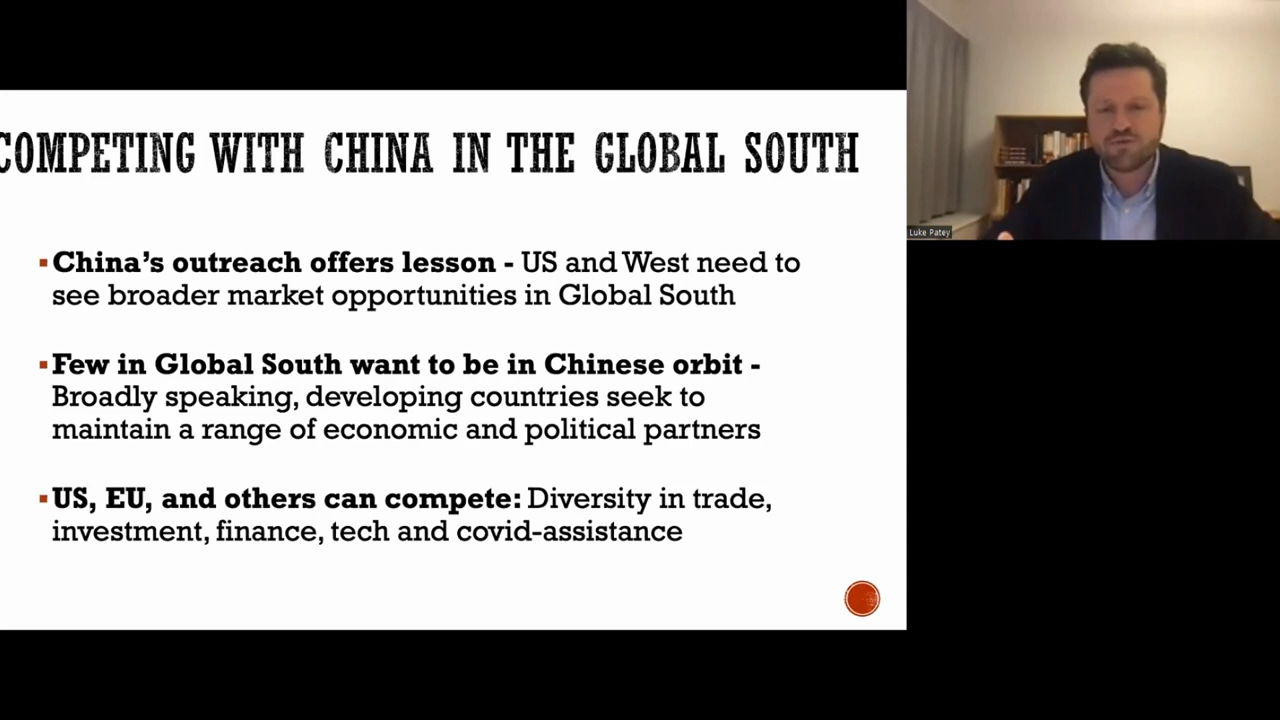 COMPETING WITH CHINA IN THE GLOBAL SOUTH
▪China’s outreach offers lesson - US and West need to
see broader market opportunities in Global South
▪Few in Global South want to be in Chinese orbit -
Broadly speaking, developing countries seek to
maintain a range of economic and political partners
▪US, EU, and others can compete: Diversity in trade,
investment, finance, tech and covid-assistance
Luke Patey